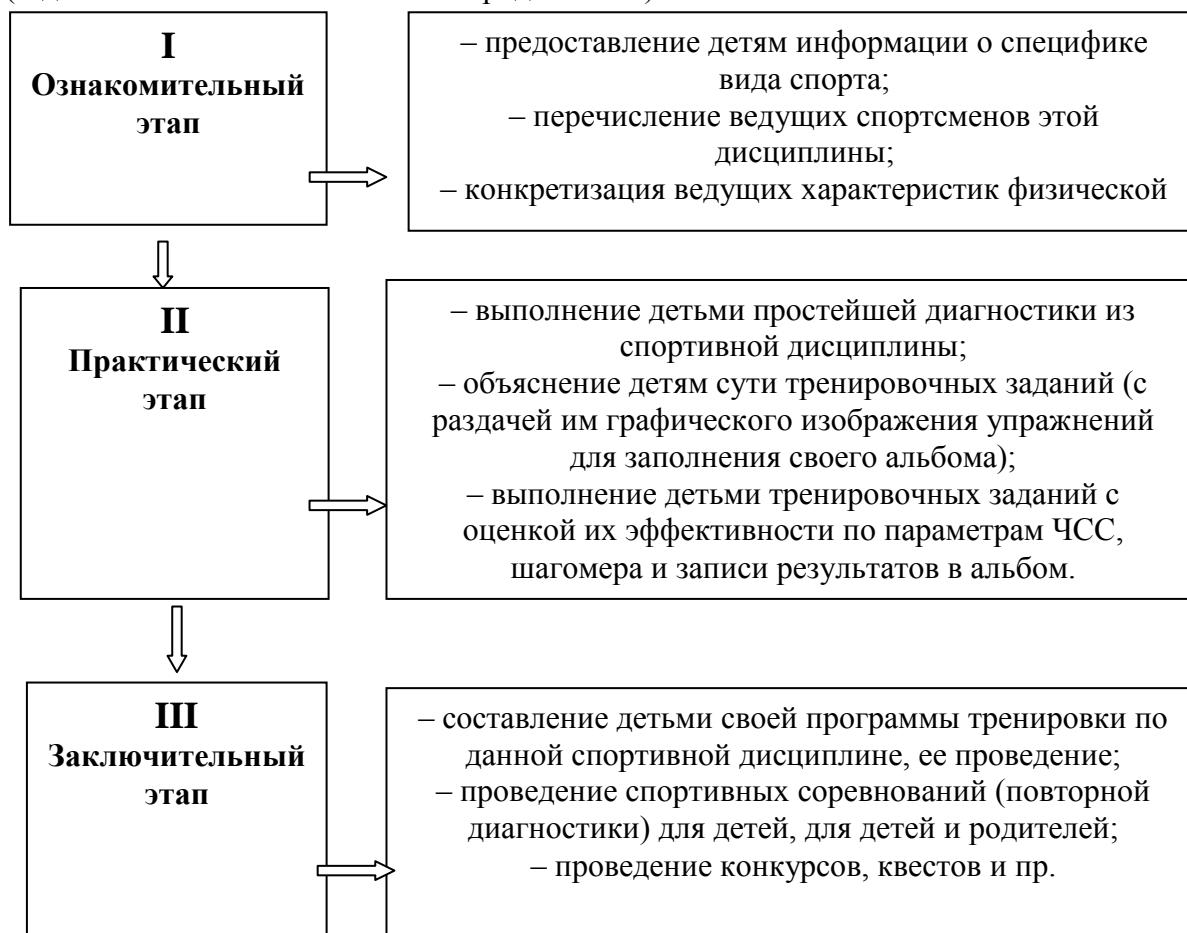 I
Ознакомительный
этап
– предоставление детям информации о специфике
вида спорта;
– перечисление ведущих спортсменов этой
дисциплины;
– конкретизация ведущих характеристик физической
II
Практический
этап
– выполнение детьми простейшей диагностики из
спортивной дисциплины;
– объяснение детям сути тренировочных заданий (с
раздачей им графического изображения упражнений
для заполнения своего альбома);
– выполнение детьми тренировочных заданий с
оценкой их эффективности по параметрам ЧСС,
шагомера и записи результатов в альбом.
III
Заключительный
этап
– составление детьми своей программы тренировки по
данной спортивной дисциплине, ее проведение;
– проведение спортивных соревнований (повторной
диагностики) для детей, для детей и родителей;
– проведение конкурсов, квестов и пр.